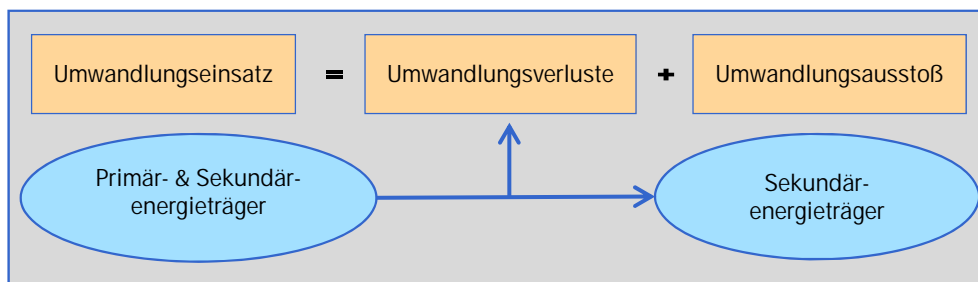 Umwandlungseinsatz = Umwandlungsverluste + Umwandlungsausstoß
Primär- & Sekundär-
energieträger
Sekundär-
energieträger